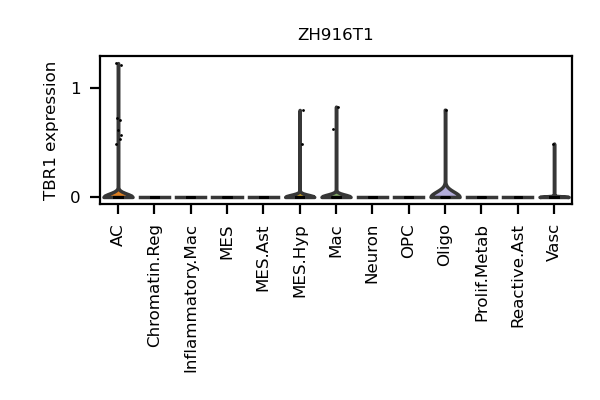 ZH916T1
TBR1 expression
1
0
AC
Chromatin.Reg
Inflammatory.Mac
MES
MES.Ast
MES.Hyp
Mac
Neuron
OPC
Oligo
Prolif.Metab
Reactive.Ast
Vasc